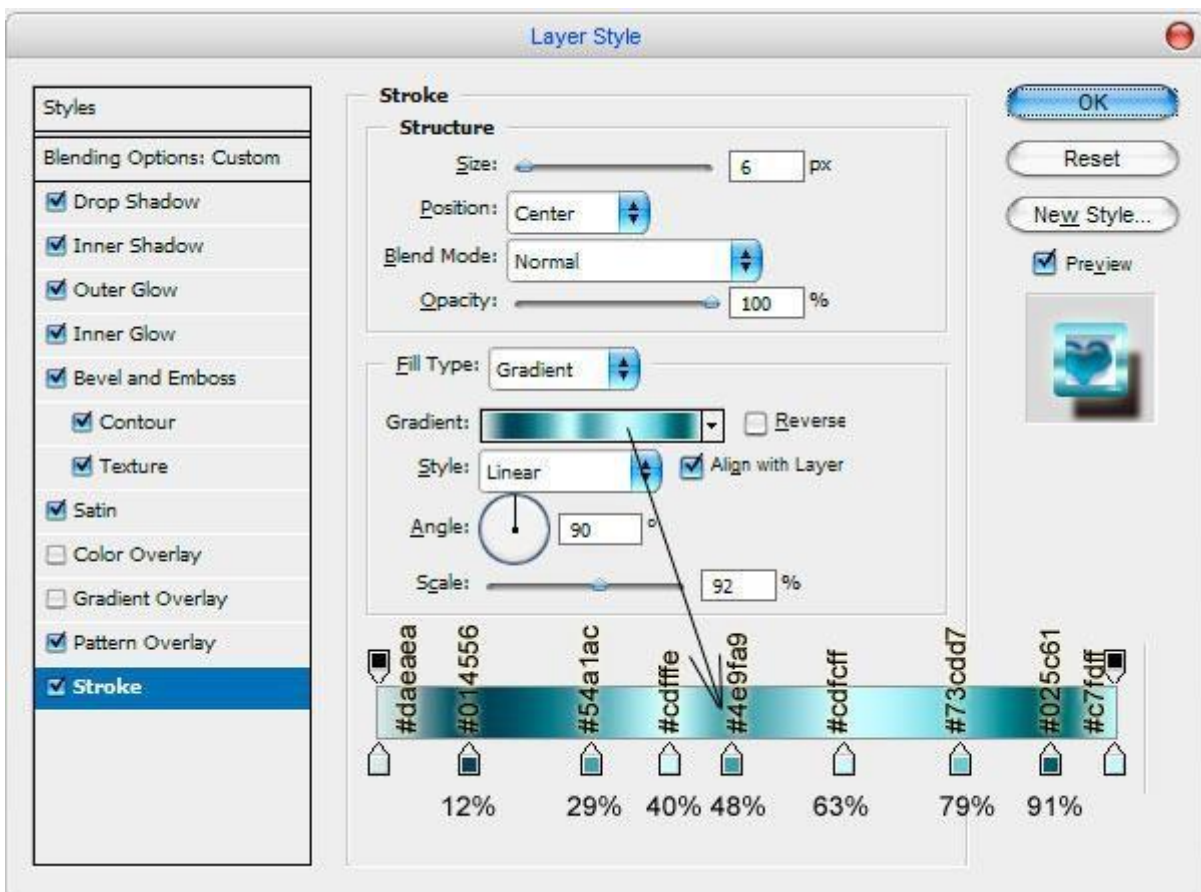 Layer Style
Styles
Blending Options: Custom
Drop Shadow
Inner Shadow
Outer Glow
Inner Glow
Bevel and Emboss
Contour
Texture
Satin
Color Overlay
Gradient Overlay
Pattern Overlay
Stroke
Stroke
Structure
Size: 6 px
Position: Center
Blend Mode: Normal
Opacity: 100 %
Fill Type: Gradient
Gradient: Reverse
Style: Linear Align with Layer
Angle: 90 °
Scale: 92 %
#daeaea #014556 #54a1ac #cdfffe #4e9fa9 #cdfcff #73cdd7 #025c61 #c7fdff
12% 29% 40% 48% 63% 79% 91%
OK
Reset
New Style...
Preview